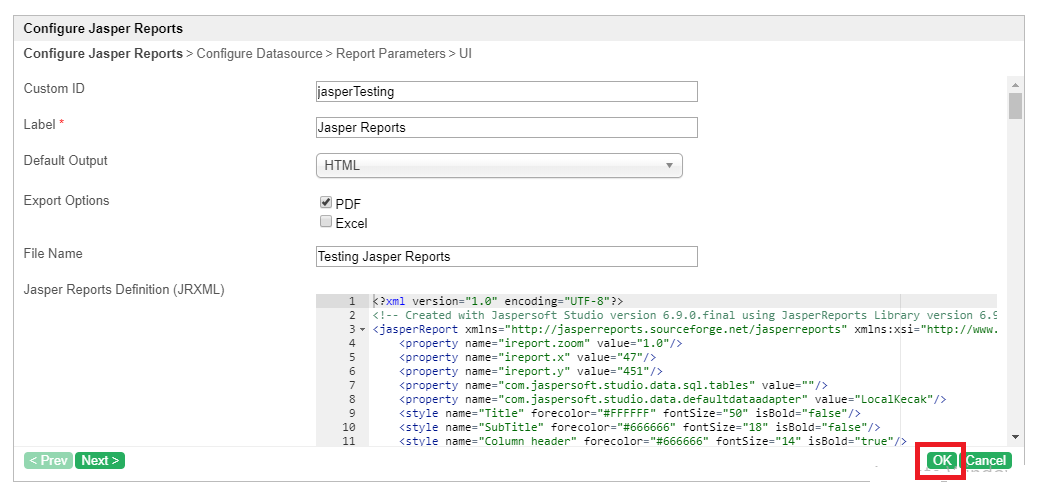 Configure Jasper Reports
Configure Jasper Reports > Configure Datasource > Report Parameters > UI
Custom ID
jasperTesting
Label *
Jasper Reports
Default Output
HTML
Export Options
PDF
Excel
File Name
Testing Jasper Reports
Jasper Reports Definition (JRXML)
1 <?xml version="1.0" encoding="UTF-8"?>
2 <!-- Created with Jaspersoft Studio version 6.9.0.final using JasperReports Library version 6.9
3 <jasperReport xmlns="http://jasperreports.sourceforge.net/jasperreports" xmlns:xsi="http://www.
4 <property name="ireport.zoom" value="1.0"/>
5 <property name="ireport.x" value="47"/>
6 <property name="ireport.y" value="451"/>
7 <property name="com.jaspersoft.studio.data.sql.tables" value=""/>
8 <property name="com.jaspersoft.studio.data.defaultdataadapter" value="LocalKecak"/>
9 <style name="Title" forecolor="#FFFFFF" fontSize="50" isBold="false"/>
10 <style name="SubTitle" forecolor="#666666" fontSize="18" isBold="false"/>
11 <style name="Column header" forecolor="#666666" fontSize="14" isBold="true"/>
< Prev Next > OK Cancel